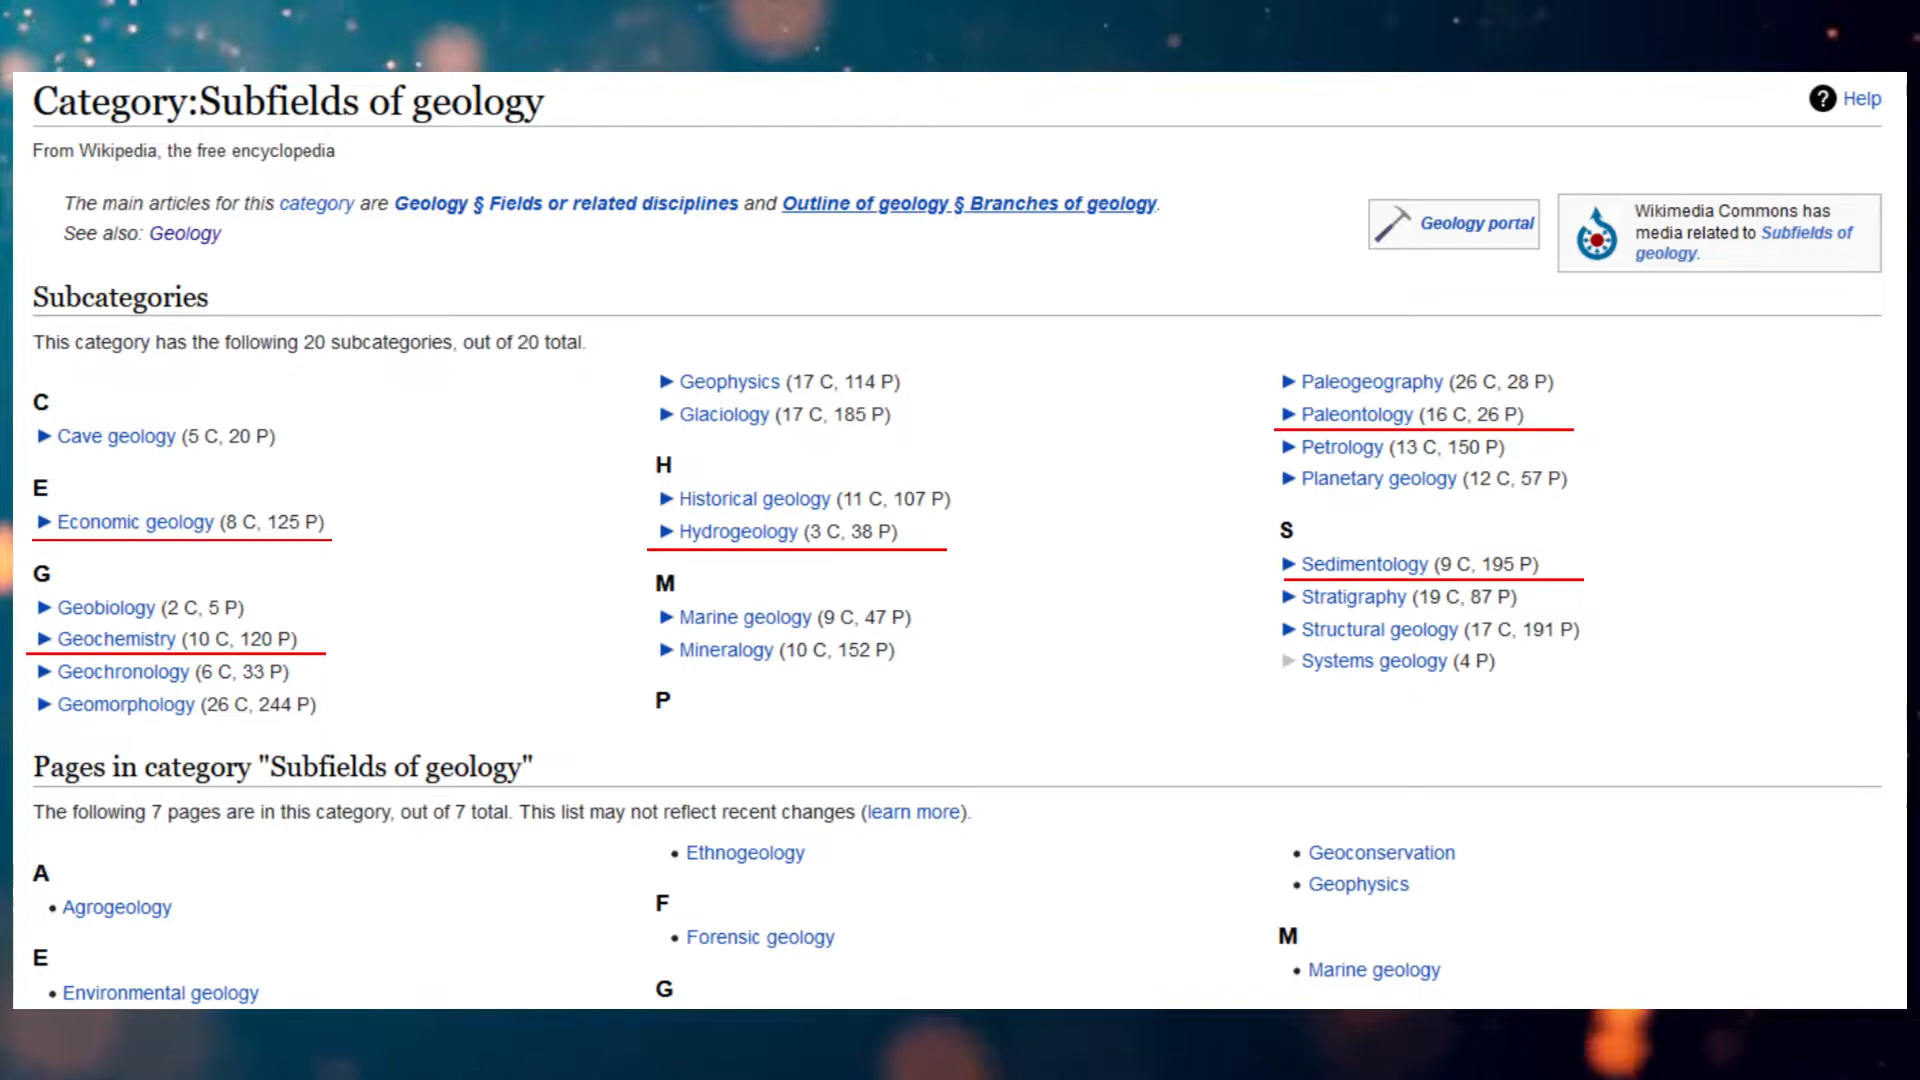 Category:Subfields of geology
Help
From Wikipedia, the free encyclopedia
The main articles for this category are Geology § Fields or related disciplines and Outline of geology § Branches of geology.
See also: Geology
Geology portal
Wikimedia Commons has
media related to Subfields of
geology.
Subcategories
This category has the following 20 subcategories, out of 20 total.
C
Cave geology (5 C, 20 P)
E
Economic geology (8 C, 125 P)
G
Geobiology (2 C, 5 P)
Geochemistry (10 C, 120 P)
Geochronology (6 C, 33 P)
Geomorphology (26 C, 244 P)
Geophysics (17 C, 114 P)
Glaciology (17 C, 185 P)
H
Historical geology (11 C, 107 P)
Hydrogeology (3 C, 38 P)
M
Marine geology (9 C, 47 P)
Mineralogy (10 C, 152 P)
P
Paleogeography (26 C, 28 P)
Paleontology (16 C, 26 P)
Petrology (13 C, 150 P)
Planetary geology (12 C, 57 P)
S
Sedimentology (9 C, 195 P)
Stratigraphy (19 C, 87 P)
Structural geology (17 C, 191 P)
Systems geology (4 P)
Pages in category "Subfields of geology"
The following 7 pages are in this category, out of 7 total. This list may not reflect recent changes (learn more).
A
Agrogeology
E
Environmental geology
Ethnogeology
F
Forensic geology
G
Geoconservation
Geophysics
M
Marine geology